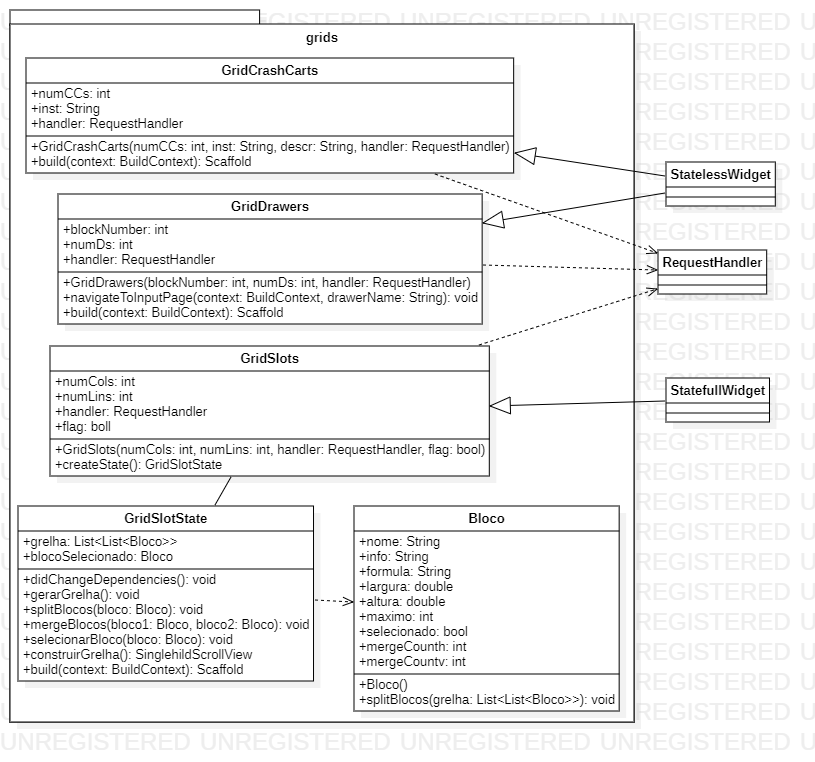 grids
GridCrashCarts
+numCCs: int
+inst: String
+handler: RequestHandler
+GridCrashCarts(numCCs: int, inst: String, descr: String, handler: RequestHandler)
+build(context: BuildContext): Scaffold
StatelessWidget
GridDrawers
+blockNumber: int
+numDs: int
+handler: RequestHandler
+GridDrawers(blockNumber: int, numDs: int, handler: RequestHandler)
+navigateToInputPage(context: BuildContext, drawerName: String): void
+build(context: BuildContext): Scaffold
RequestHandler
GridSlots
+numCols: int
+numLins: int
+handler: RequestHandler
+flag: boll
+GridSlots(numCols: int, numLins: int, handler: RequestHandler, flag: bool)
+createState(): GridSlotState
StatefullWidget
GridSlotState
+grelha: List<List<Bloco>>
+blocoSelecionado: Bloco
+didChangeDependencies(): void
+gerarGrelha(): void
+splitBlocos(bloco: Bloco): void
+mergeBlocos(bloco1: Bloco, bloco2: Bloco): void
+selecionarBloco(bloco: Bloco): void
+construirGrelha(): SinglehildScrollView
+build(context: BuildContext): Scaffold
Bloco
+nome: String
+info: String
+formula: String
+largura: double
+altura: double
+maximo: int
+selecionado: bool
+mergeCounth: int
+mergeCountv: int
+Bloco()
+splitBlocos(grelha: List<List<Bloco>>): void
UNREGISTERED UNREGISTERED UNREGISTERED UNREGISTERED U